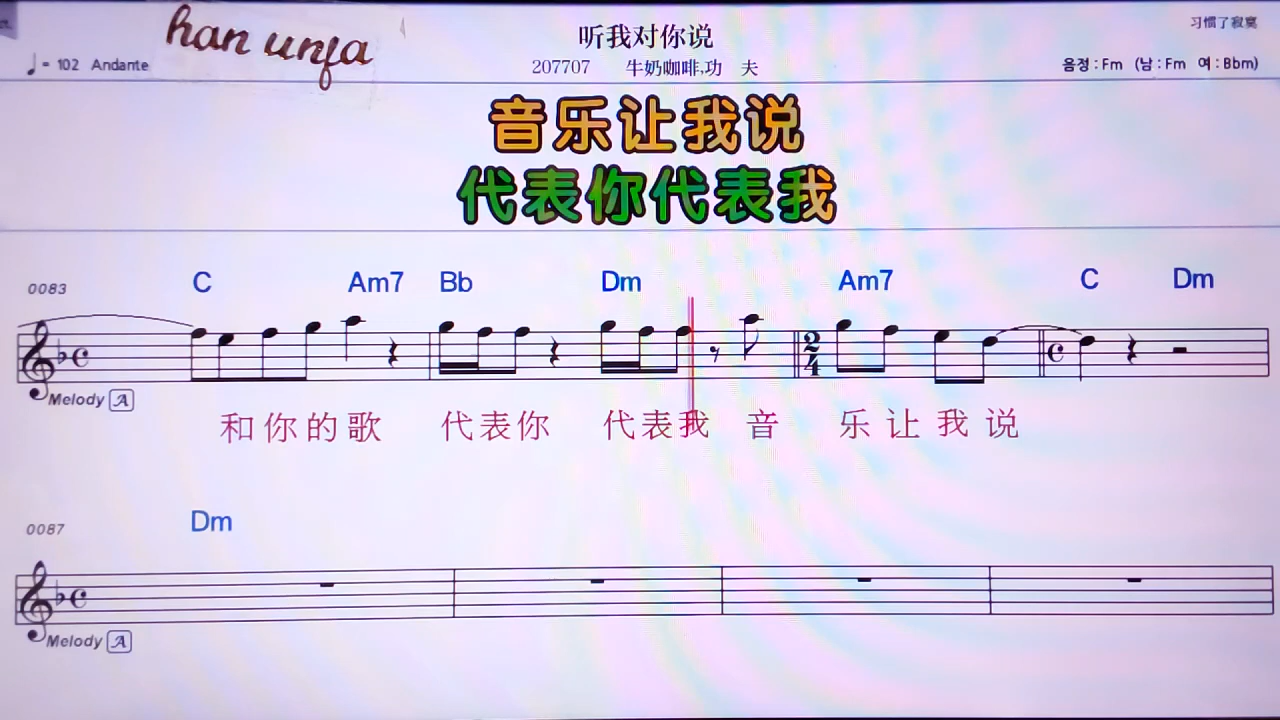 han unfa
听我对你说
习惯了寂寞
♩= 102 Andante
207707 牛奶咖啡,功 夫
음정 : Fm (남 : Fm 여 : Bbm)
音乐让我说
代表你代表我
0083 C Am7 Bb Dm Am7 C Dm
2
4
Melody A
和你的歌 代表你 代表我 音 乐让我说
0087 Dm
Melody A